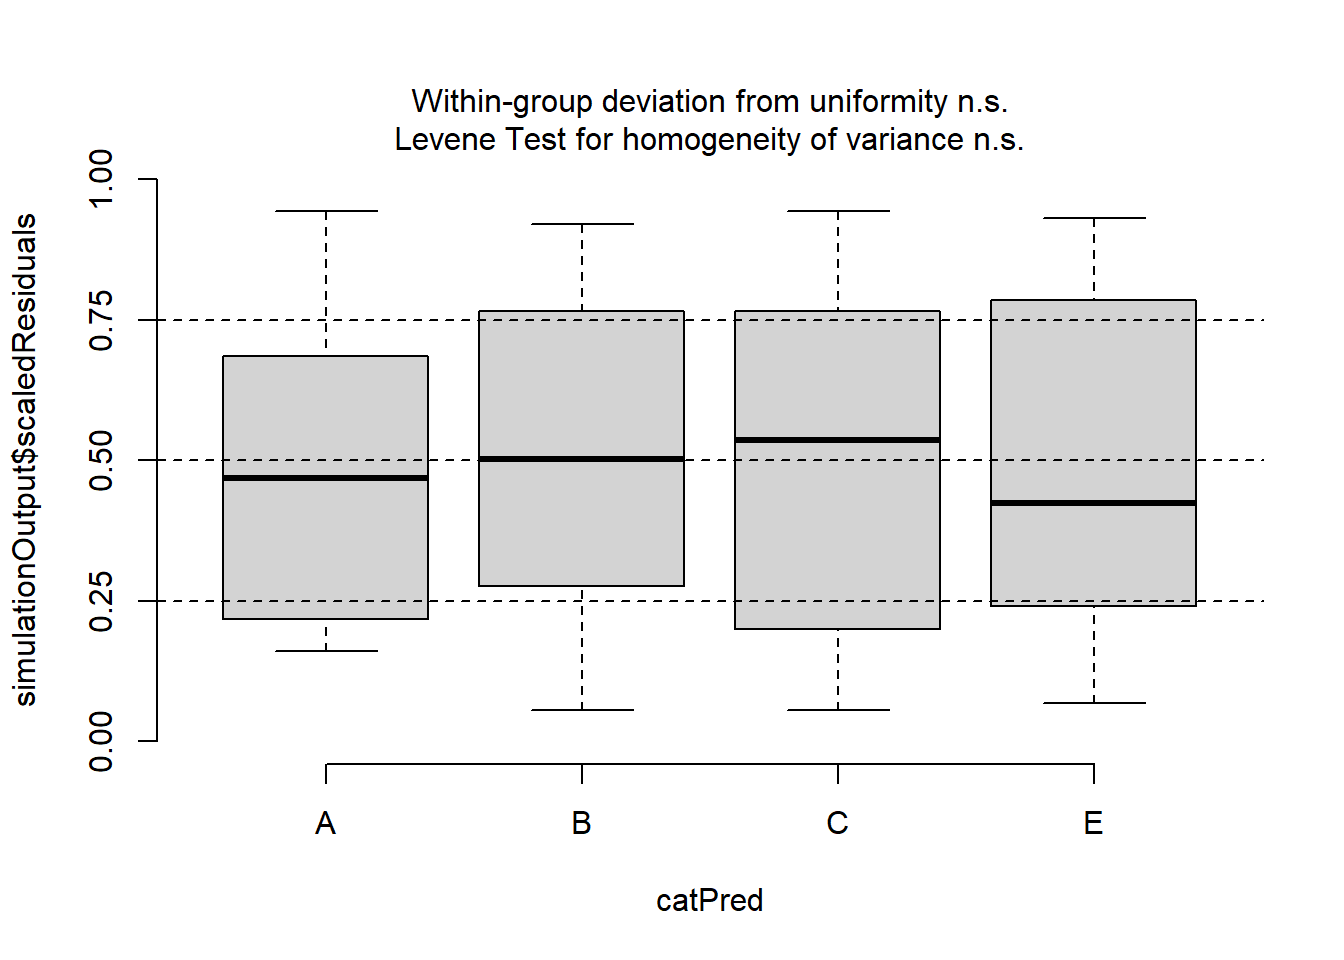 Within-group deviation from uniformity n.s.
Levene Test for homogeneity of variance n.s.
simulationOutput$scaledResiduals
1.00
0.75
0.50
0.25
0.00
A B C E
catPred